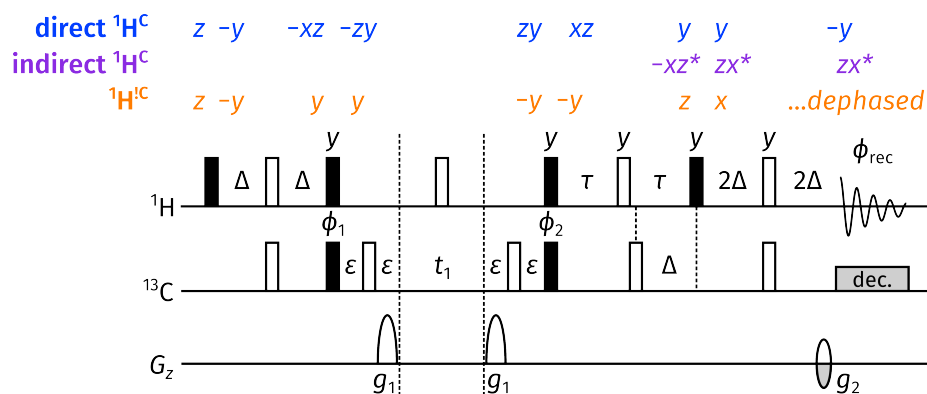 direct ¹Hᶜ z −y −xz −zy zy xz y y −y
indirect ¹Hᶜ −xz* zx* zx*
¹H^!C z −y y y −y −y z x ...dephased
y y y y y ϕrec
¹H Δ Δ τ τ 2Δ 2Δ
ϕ₁ ϕ₂
¹³C ε ε t₁ ε ε Δ dec.
G_z g₁ g₁ g₂